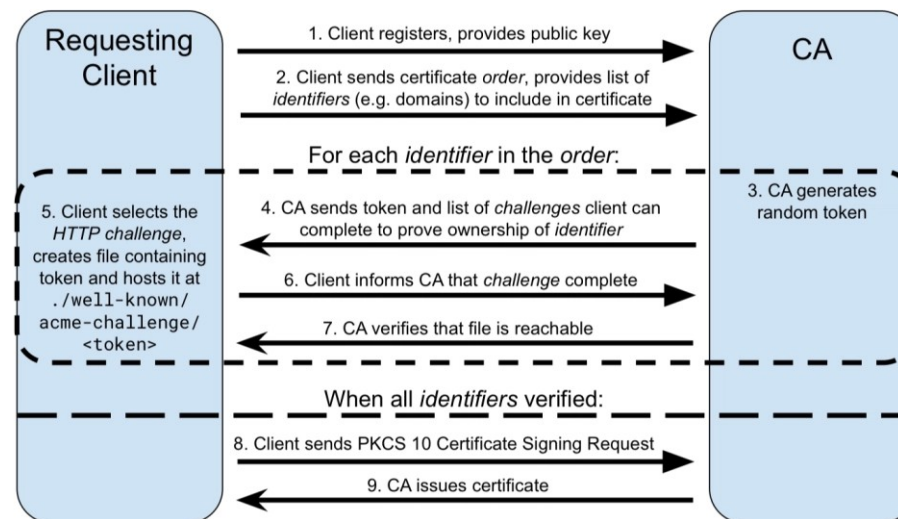 Requesting
Client
CA
1. Client registers, provides public key
2. Client sends certificate order, provides list of
identifiers (e.g. domains) to include in certificate
For each identifier in the order:
3. CA generates
random token
4. CA sends token and list of challenges client can
complete to prove ownership of identifier
5. Client selects the
HTTP challenge,
creates file containing
token and hosts it at
./well-known/
acme-challenge/
<token>
6. Client informs CA that challenge complete
7. CA verifies that file is reachable
When all identifiers verified:
8. Client sends PKCS 10 Certificate Signing Request
9. CA issues certificate